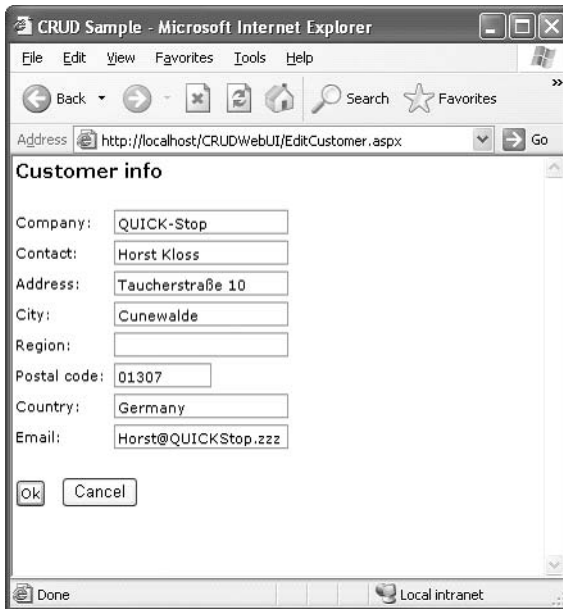 CRUD Sample - Microsoft Internet Explorer
File Edit View Favorites Tools Help
Back Search Favorites »
Address http://localhost/CRUDWebUI/EditCustomer.aspx Go
Customer info
Company: QUICK-Stop
Contact: Horst Kloss
Address: Taucherstraße 10
City: Cunewalde
Region:
Postal code: 01307
Country: Germany
Email: Horst@QUICKStop.zzz
Ok Cancel
Done Local intranet